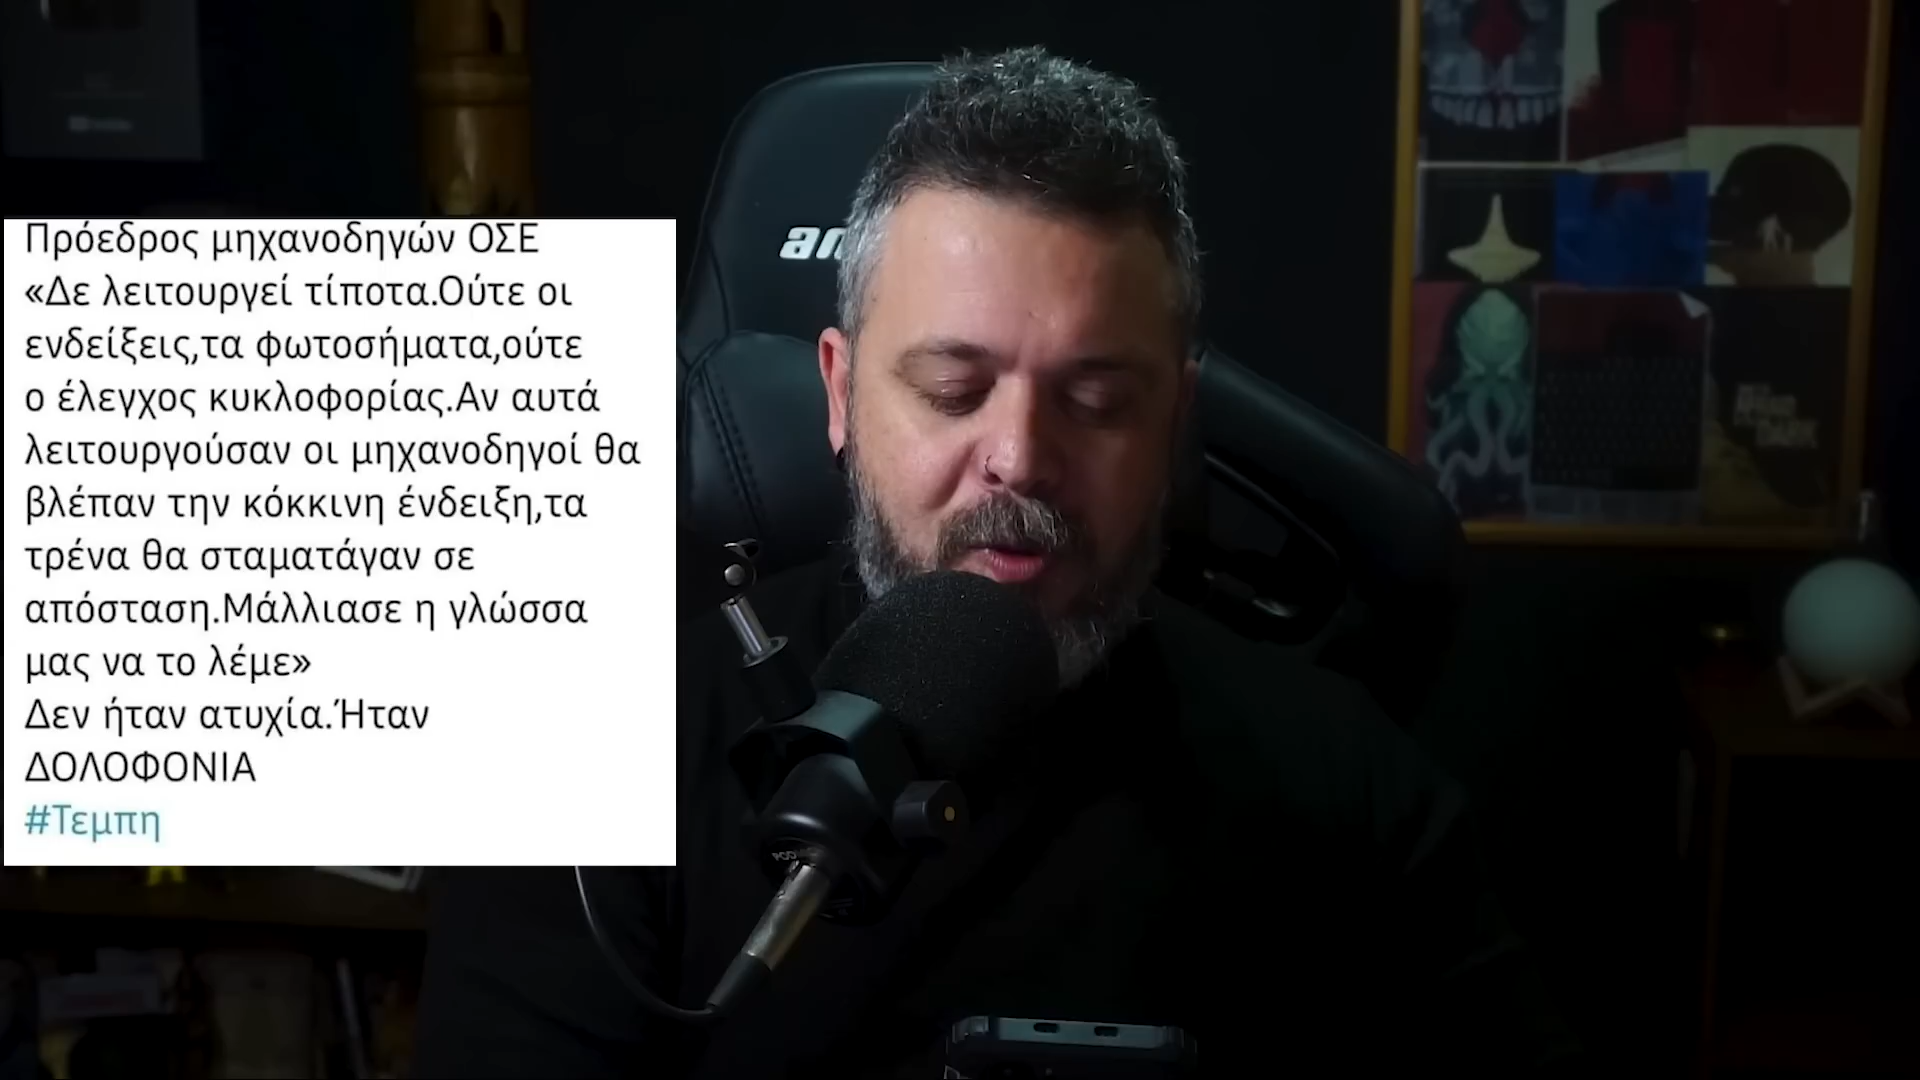 Πρόεδρος μηχανοδηγών ΟΣΕ
«Δε λειτουργεί τίποτα.Ούτε οι
ενδείξεις,τα φωτοσήματα,ούτε
ο έλεγχος κυκλοφορίας.Αν αυτά
λειτουργούσαν οι μηχανοδηγοί θα
βλέπαν την κόκκινη ένδειξη,τα
τρένα θα σταματάγαν σε
απόσταση.Μάλλιασε η γλώσσα
μας να το λέμε»
Δεν ήταν ατυχία.Ήταν
ΔΟΛΟΦΟΝΙΑ
#Τεμπη